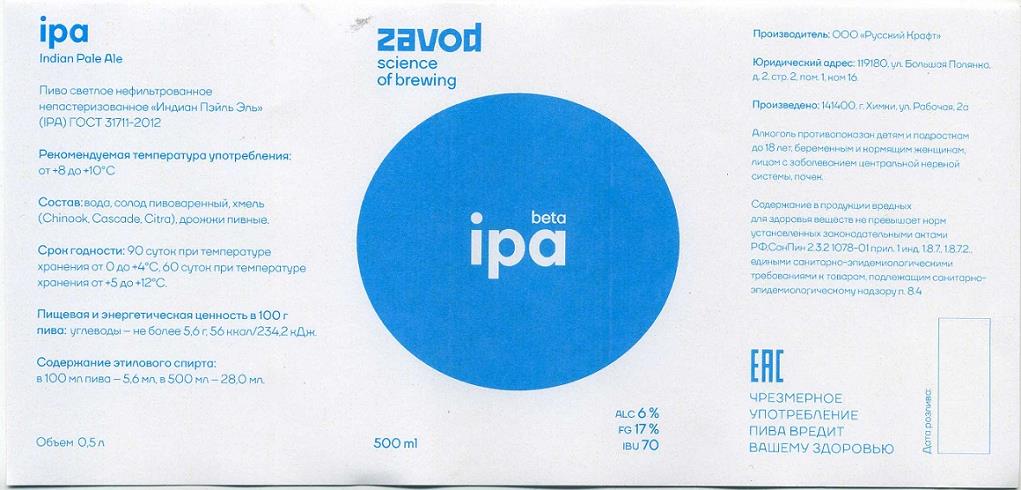 ipa
Indian Pale Ale
Пиво светлое нефильтрованное
непастеризованное «Индиан Пэйль Эль»
(IPA) ГОСТ 31711-2012
Рекомендуемая температура употребления:
от +8 до +10°C
Состав: вода, солод пивоваренный, хмель
(Chinook, Cascade, Citra), дрожжи пивные.
Срок годности: 90 суток при температуре
хранения от 0 до +4°C, 60 суток при температуре
хранения от +5 до +12°C.
Пищевая и энергетическая ценность в 100 г
пива: углеводы – не более 5,6 г, 56 ккал/234,2 кДж.
Содержание этилового спирта:
в 100 мл пива – 5,6 мл, в 500 мл – 28,0 мл.
Объем 0,5 л
zavod
science
of brewing
beta
ipa
500 ml
ALC 6 %
FG 17 %
IBU 70
Производитель: ООО «Русский Крафт»
Юридический адрес: 119180, ул. Большая Полянка,
д. 2, стр. 2, пом. 1, ком 16.
Произведено: 141400, г. Химки, ул. Рабочая, 2а
Алкоголь противопоказан детям и подросткам
до 18 лет, беременным и кормящим женщинам,
лицам с заболеванием центральной нервной
системы, почек.
Содержание в продукции вредных
для здоровья веществ не превышает норм
установленных законодательными актами
РФ,СанПин 2.3.2 1078-01 прил. 1 инд. 1.8.7, 1.8.7.2.,
едиными санитарно-эпидемиологическими
требованиями к товарам, подлежащим санитарно-
эпидемиологическому надзору п. 8.4
EAC
ЧРЕЗМЕРНОЕ
УПОТРЕБЛЕНИЕ
ПИВА ВРЕДИТ
ВАШЕМУ ЗДОРОВЬЮ
Дата розлива: